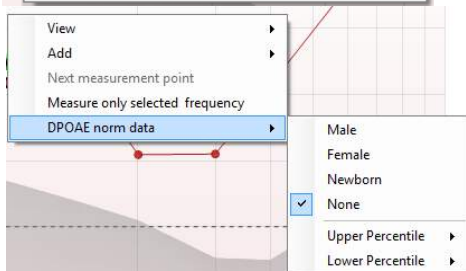 View
Add
Next measurement point
Measure only selected frequency
DPOAE norm data
Male
Female
Newborn
None
Upper Percentile
Lower Percentile